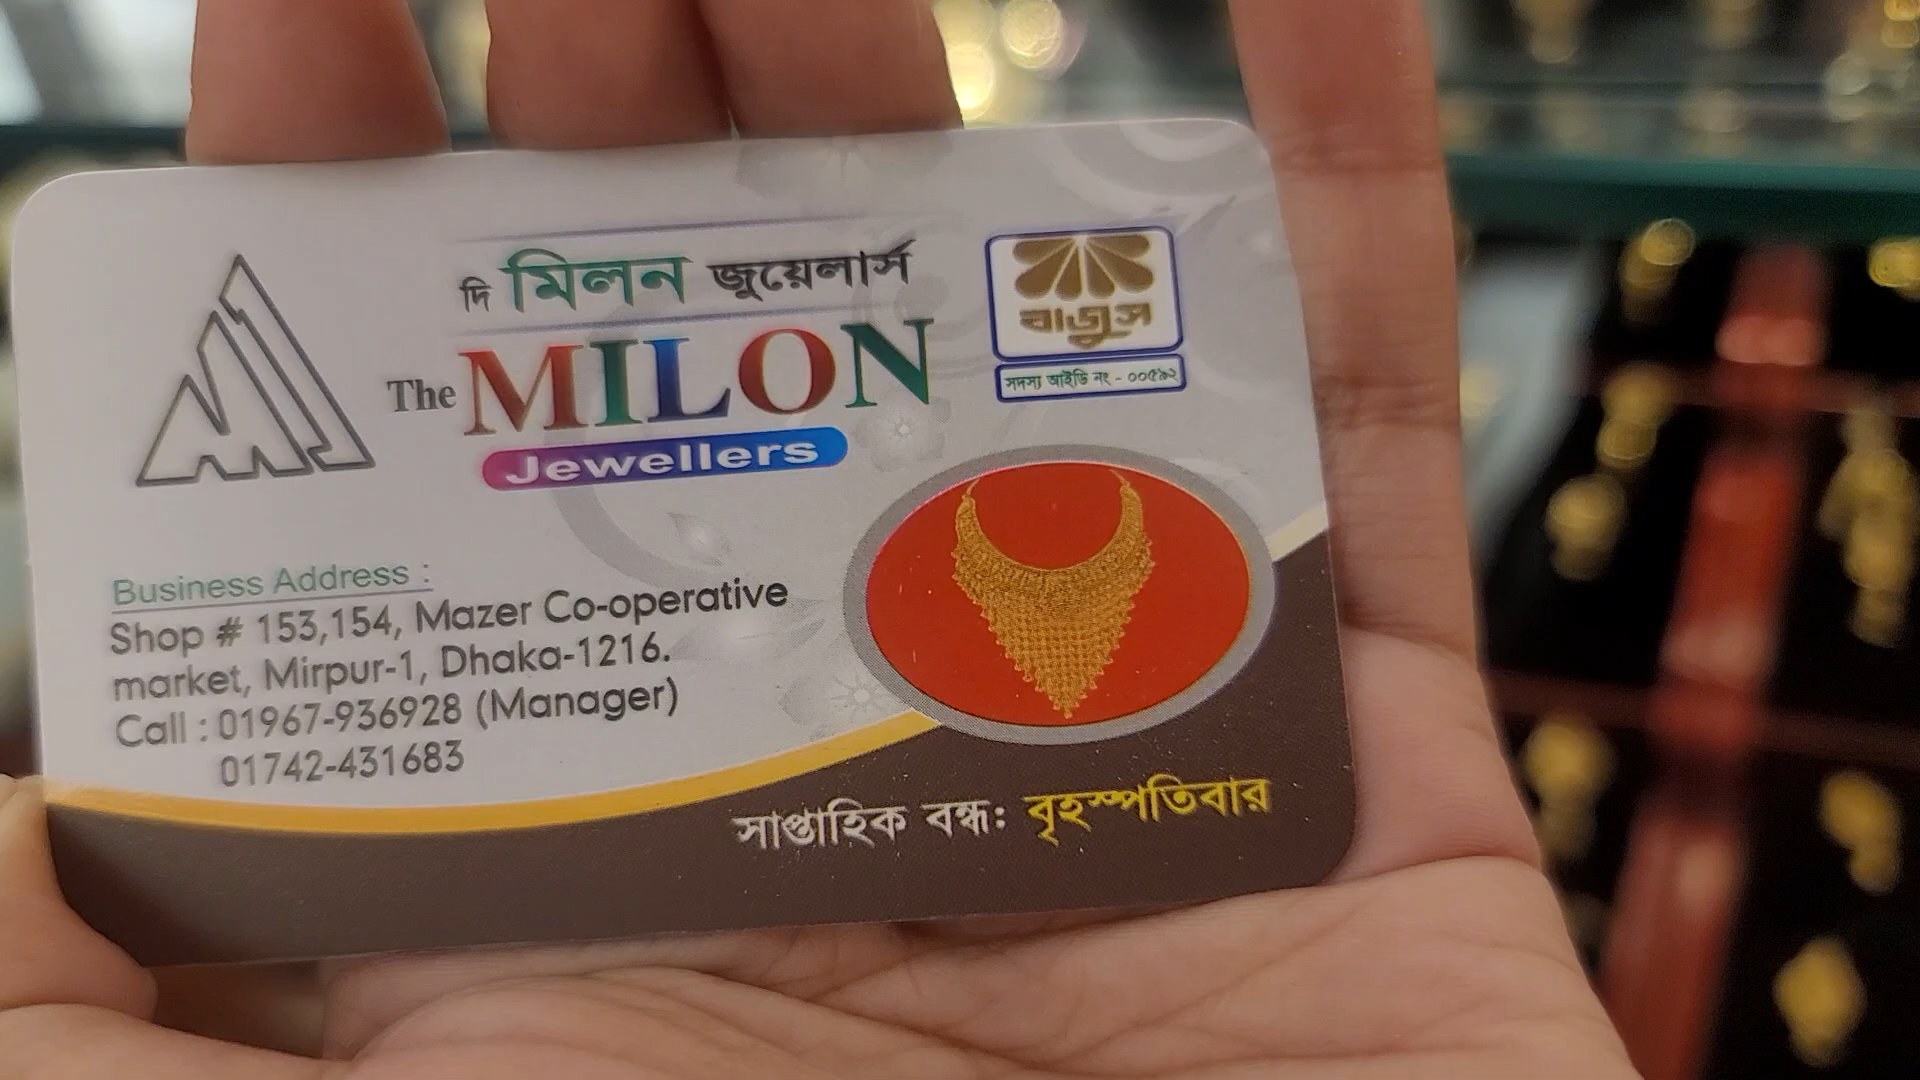 দি মিলন জুয়েলার্স
The MILON
Jewellers
বাজুস
সদস্য আইডি নং - ০০৫৯২
Business Address :
Shop # 153,154, Mazer Co-operative
market, Mirpur-1, Dhaka-1216.
Call : 01967-936928 (Manager)
01742-431683
সাপ্তাহিক বন্ধঃ বৃহস্পতিবার